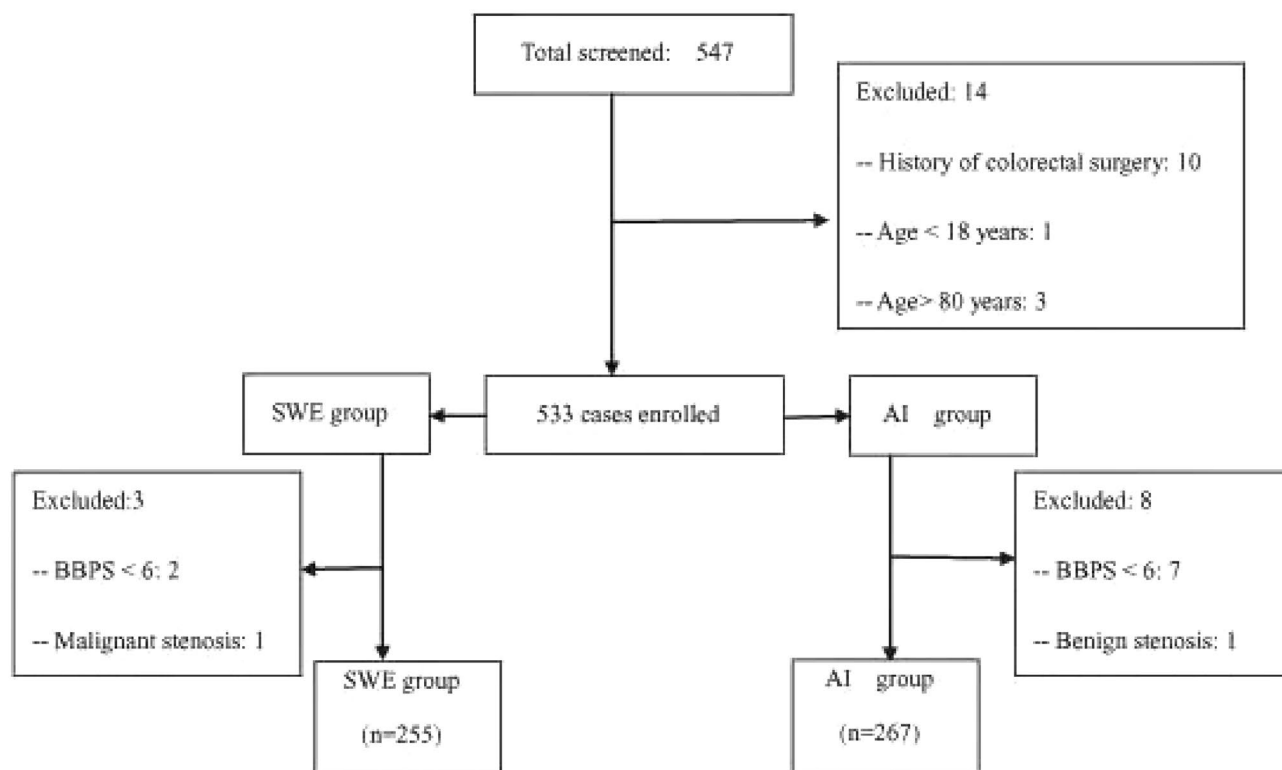 Total screened: 547
Excluded: 14
-- History of colorectal surgery: 10
-- Age < 18 years: 1
-- Age> 80 years: 3
SWE group
533 cases enrolled
AI group
Excluded:3
-- BBPS < 6: 2
-- Malignant stenosis: 1
Excluded: 8
-- BBPS < 6: 7
-- Benign stenosis: 1
SWE group
(n=255)
AI group
(n=267)